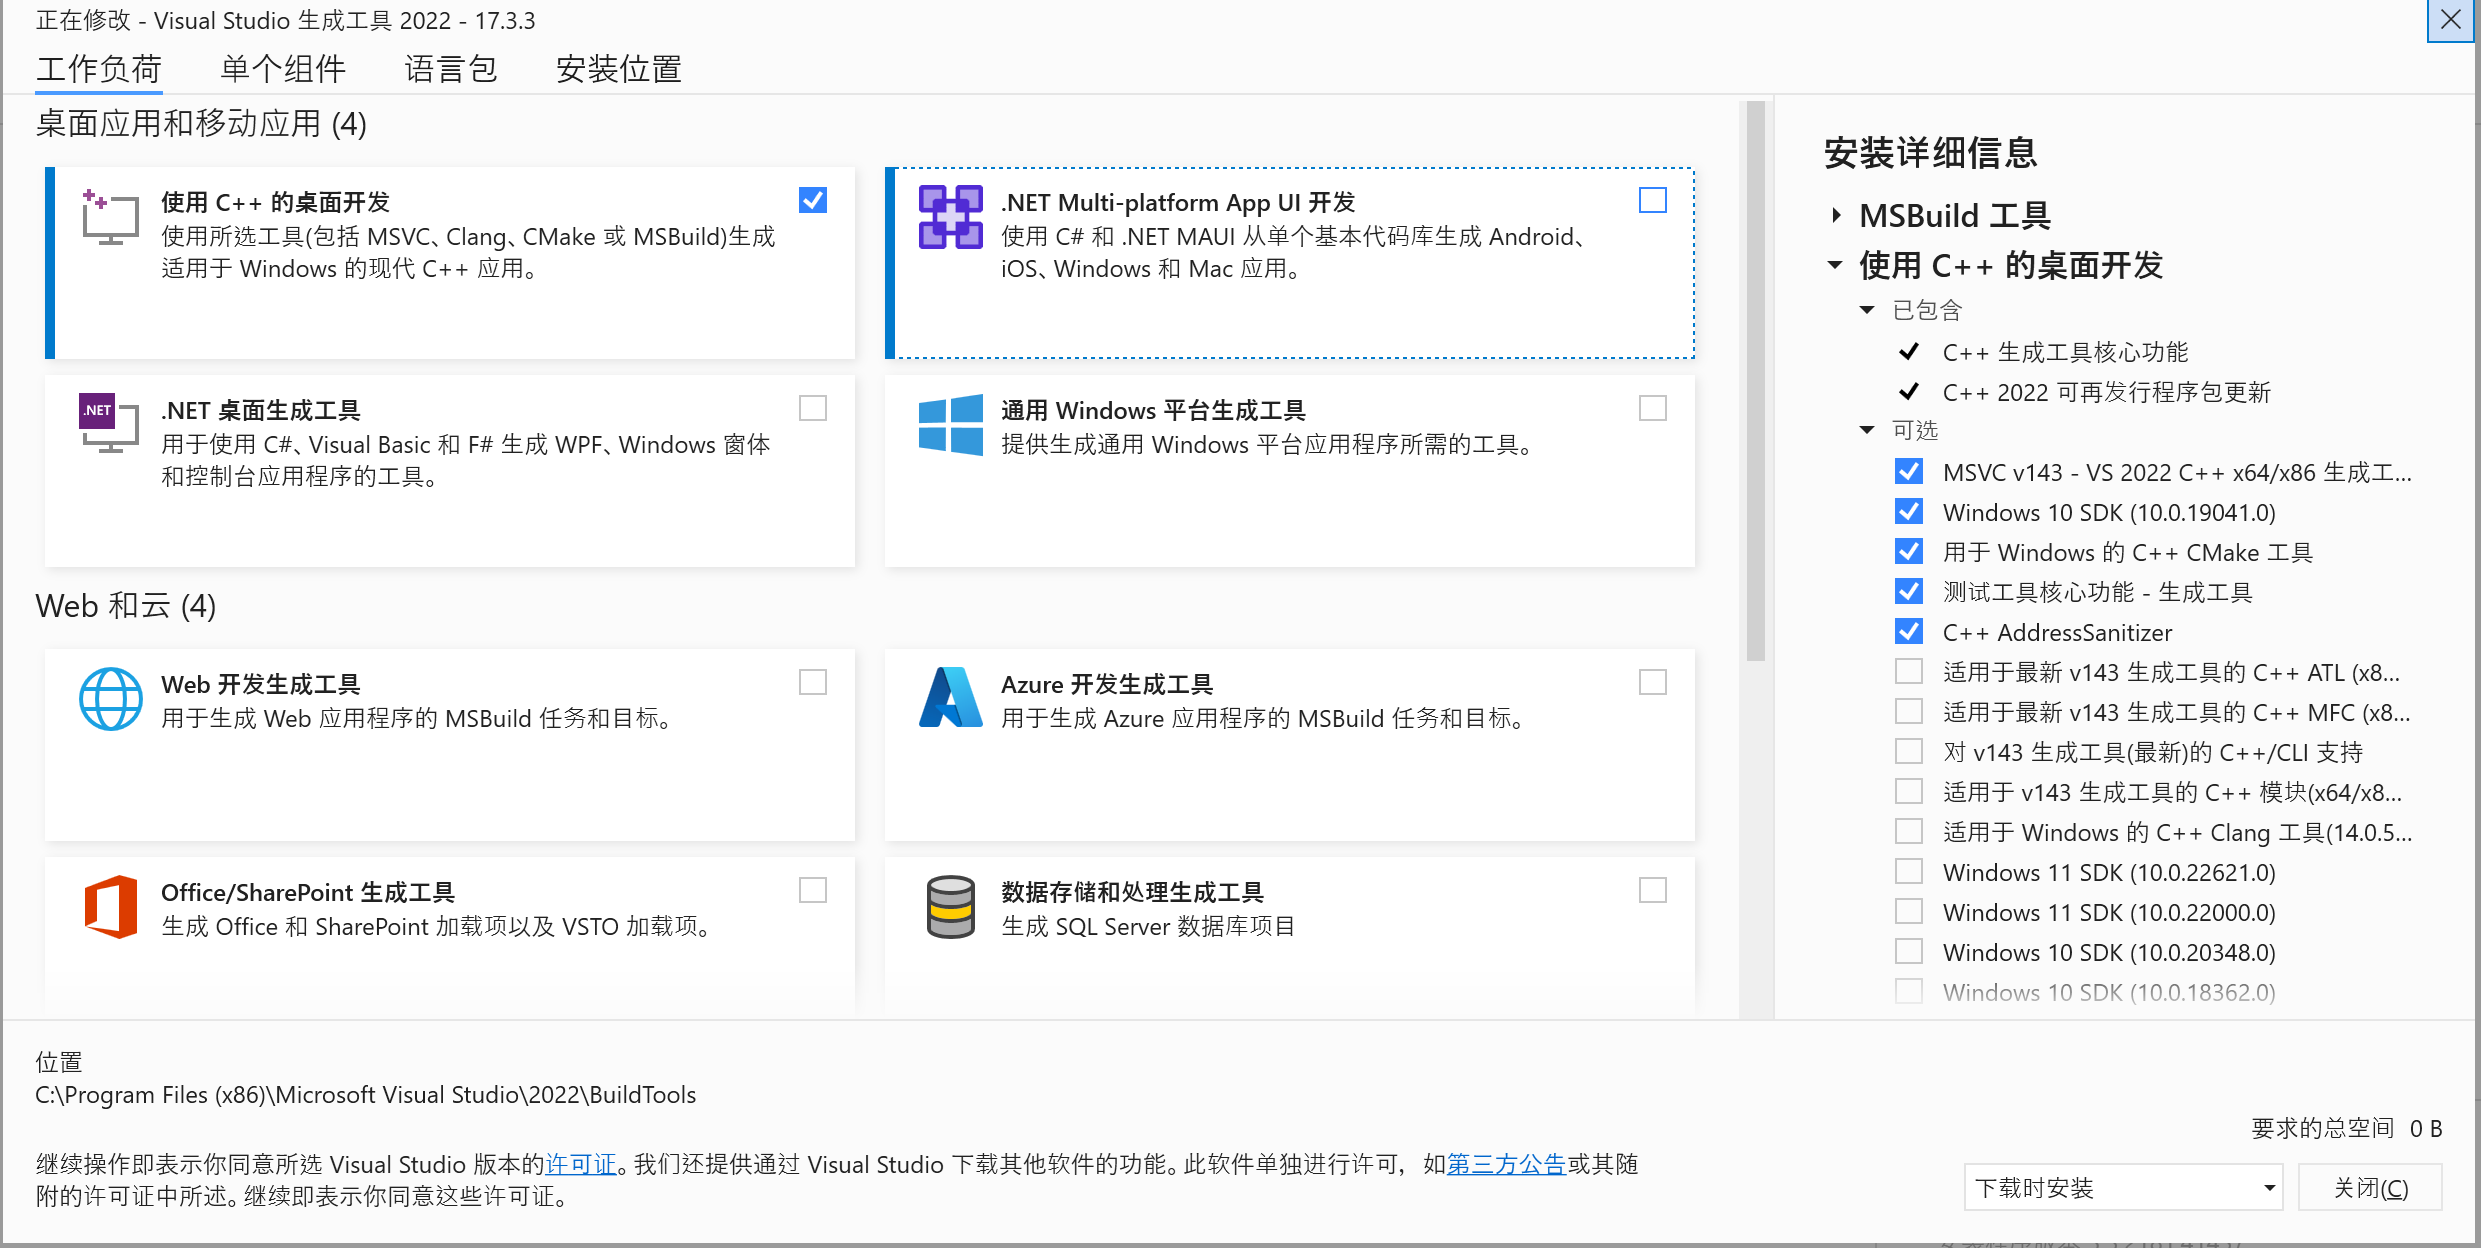 正在修改 - Visual Studio 生成工具 2022 - 17.3.3
工作负荷 单个组件 语言包 安装位置
桌面应用和移动应用 (4)
使用 C++ 的桌面开发
使用所选工具(包括 MSVC、Clang、CMake 或 MSBuild)生成
适用于 Windows 的现代 C++ 应用。
.NET Multi-platform App UI 开发
使用 C# 和 .NET MAUI 从单个基本代码库生成 Android、
iOS、Windows 和 Mac 应用。
.NET
.NET 桌面生成工具
用于使用 C#、Visual Basic 和 F# 生成 WPF、Windows 窗体
和控制台应用程序的工具。
通用 Windows 平台生成工具
提供生成通用 Windows 平台应用程序所需的工具。
Web 和云 (4)
Web 开发生成工具
用于生成 Web 应用程序的 MSBuild 任务和目标。
Azure 开发生成工具
用于生成 Azure 应用程序的 MSBuild 任务和目标。
Office/SharePoint 生成工具
生成 Office 和 SharePoint 加载项以及 VSTO 加载项。
数据存储和处理生成工具
生成 SQL Server 数据库项目
安装详细信息
MSBuild 工具
使用 C++ 的桌面开发
已包含
C++ 生成工具核心功能
C++ 2022 可再发行程序包更新
可选
MSVC v143 - VS 2022 C++ x64/x86 生成工...
Windows 10 SDK (10.0.19041.0)
用于 Windows 的 C++ CMake 工具
测试工具核心功能 - 生成工具
C++ AddressSanitizer
适用于最新 v143 生成工具的 C++ ATL (x8...
适用于最新 v143 生成工具的 C++ MFC (x8...
对 v143 生成工具(最新)的 C++/CLI 支持
适用于 v143 生成工具的 C++ 模块(x64/x8...
适用于 Windows 的 C++ Clang 工具(14.0.5...
Windows 11 SDK (10.0.22621.0)
Windows 11 SDK (10.0.22000.0)
Windows 10 SDK (10.0.20348.0)
Windows 10 SDK (10.0.18362.0)
位置
C:\Program Files (x86)\Microsoft Visual Studio\2022\BuildTools
继续操作即表示你同意所选 Visual Studio 版本的许可证。我们还提供通过 Visual Studio 下载其他软件的功能。此软件单独进行许可，如第三方公告或其随
附的许可证中所述。继续即表示你同意这些许可证。
要求的总空间 0 B
下载时安装
关闭(C)